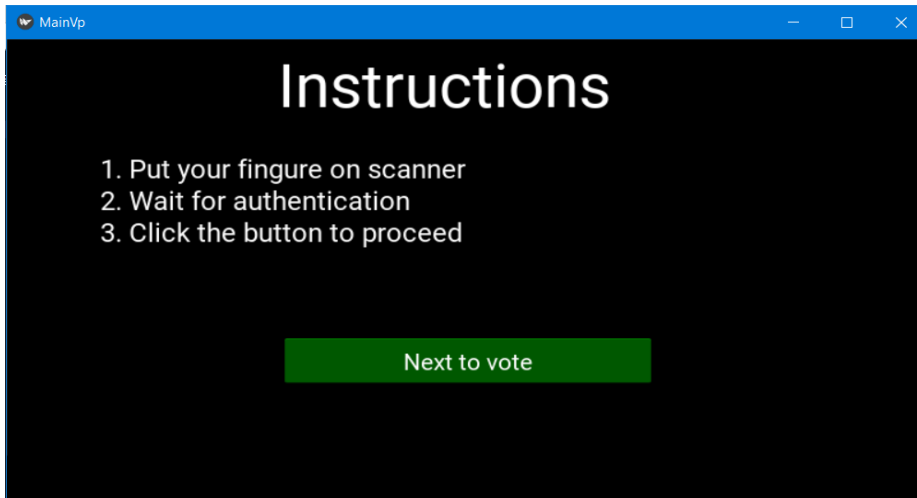 MainVp
Instructions
1. Put your fingure on scanner
2. Wait for authentication
3. Click the button to proceed
Next to vote